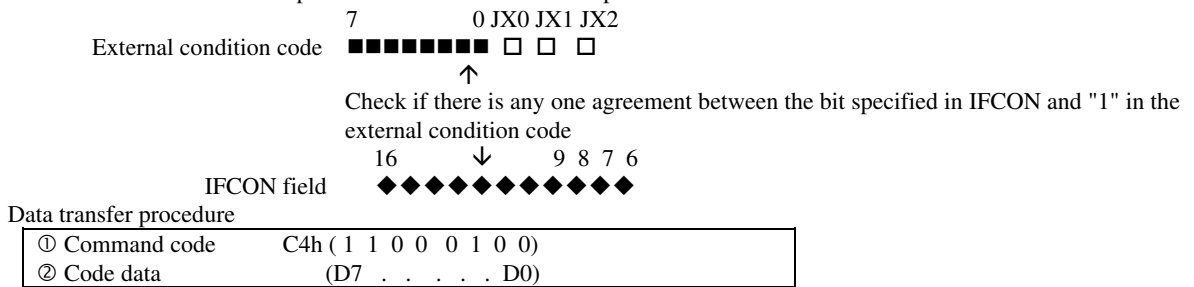 7 0 JX0 JX1 JX2
External condition code ■■■■■■■■ □ □ □
↑
Check if there is any one agreement between the bit specified in IFCON and "1" in the
external condition code
16 ↓ 9 8 7 6
IFCON field ◆◆◆◆◆◆◆◆◆◆◆
Data transfer procedure
① Command code C4h ( 1 1 0 0 0 1 0 0)
② Code data (D7 . . . . . D0)